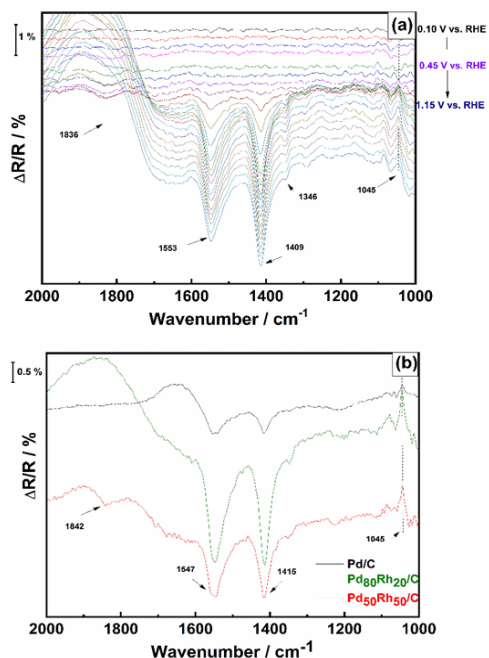 (a)
1 %
0.10 V vs. RHE
0.45 V vs. RHE
1.15 V vs. RHE
ΔR/R / %
1836
1553
1409
1346
1045
2000 1800 1600 1400 1200 1000
Wavenumber / cm-1
(b)
0.5 %
ΔR/R / %
1842
1547
1415
1045
Pd/C
Pd80Rh20/C
Pd50Rh50/C
2000 1800 1600 1400 1200 1000
Wavenumber / cm-1